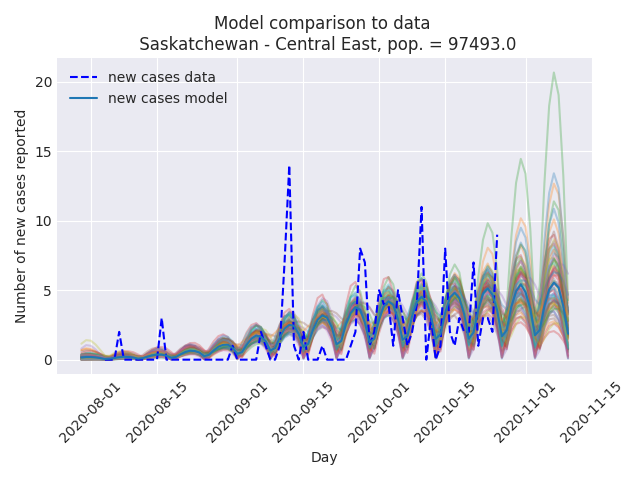 Model comparison to data
Saskatchewan - Central East, pop. = 97493.0
new cases data
new cases model
Number of new cases reported
20
15
10
5
0
2020-08-01
2020-08-15
2020-09-01
2020-09-15
2020-10-01
2020-10-15
2020-11-01
2020-11-15
Day